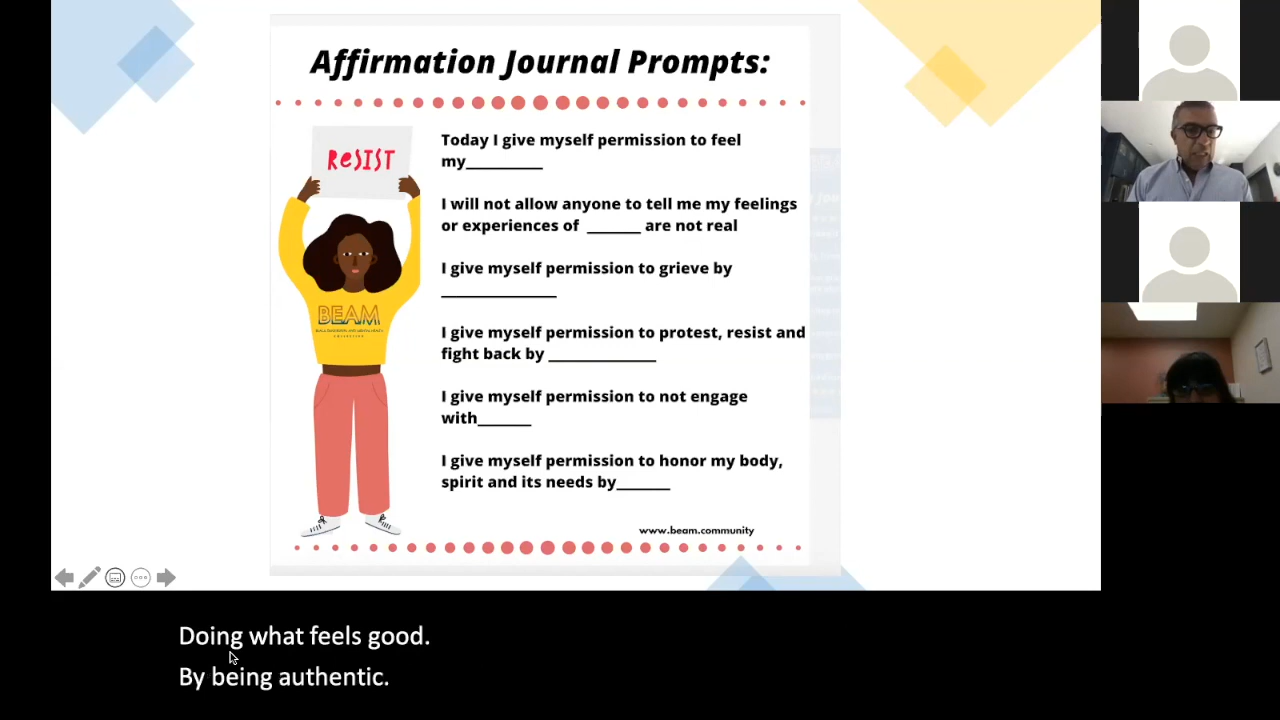 Affirmation Journal Prompts:
ReSIST
BEAM
Today I give myself permission to feel
my__________
I will not allow anyone to tell me my feelings
or experiences of _______ are not real
I give myself permission to grieve by
_______________
I give myself permission to protest, resist and
fight back by ______________
I give myself permission to not engage
with_______
I give myself permission to honor my body,
spirit and its needs by_______
www.beam.community
Doing what feels good.
By being authentic.